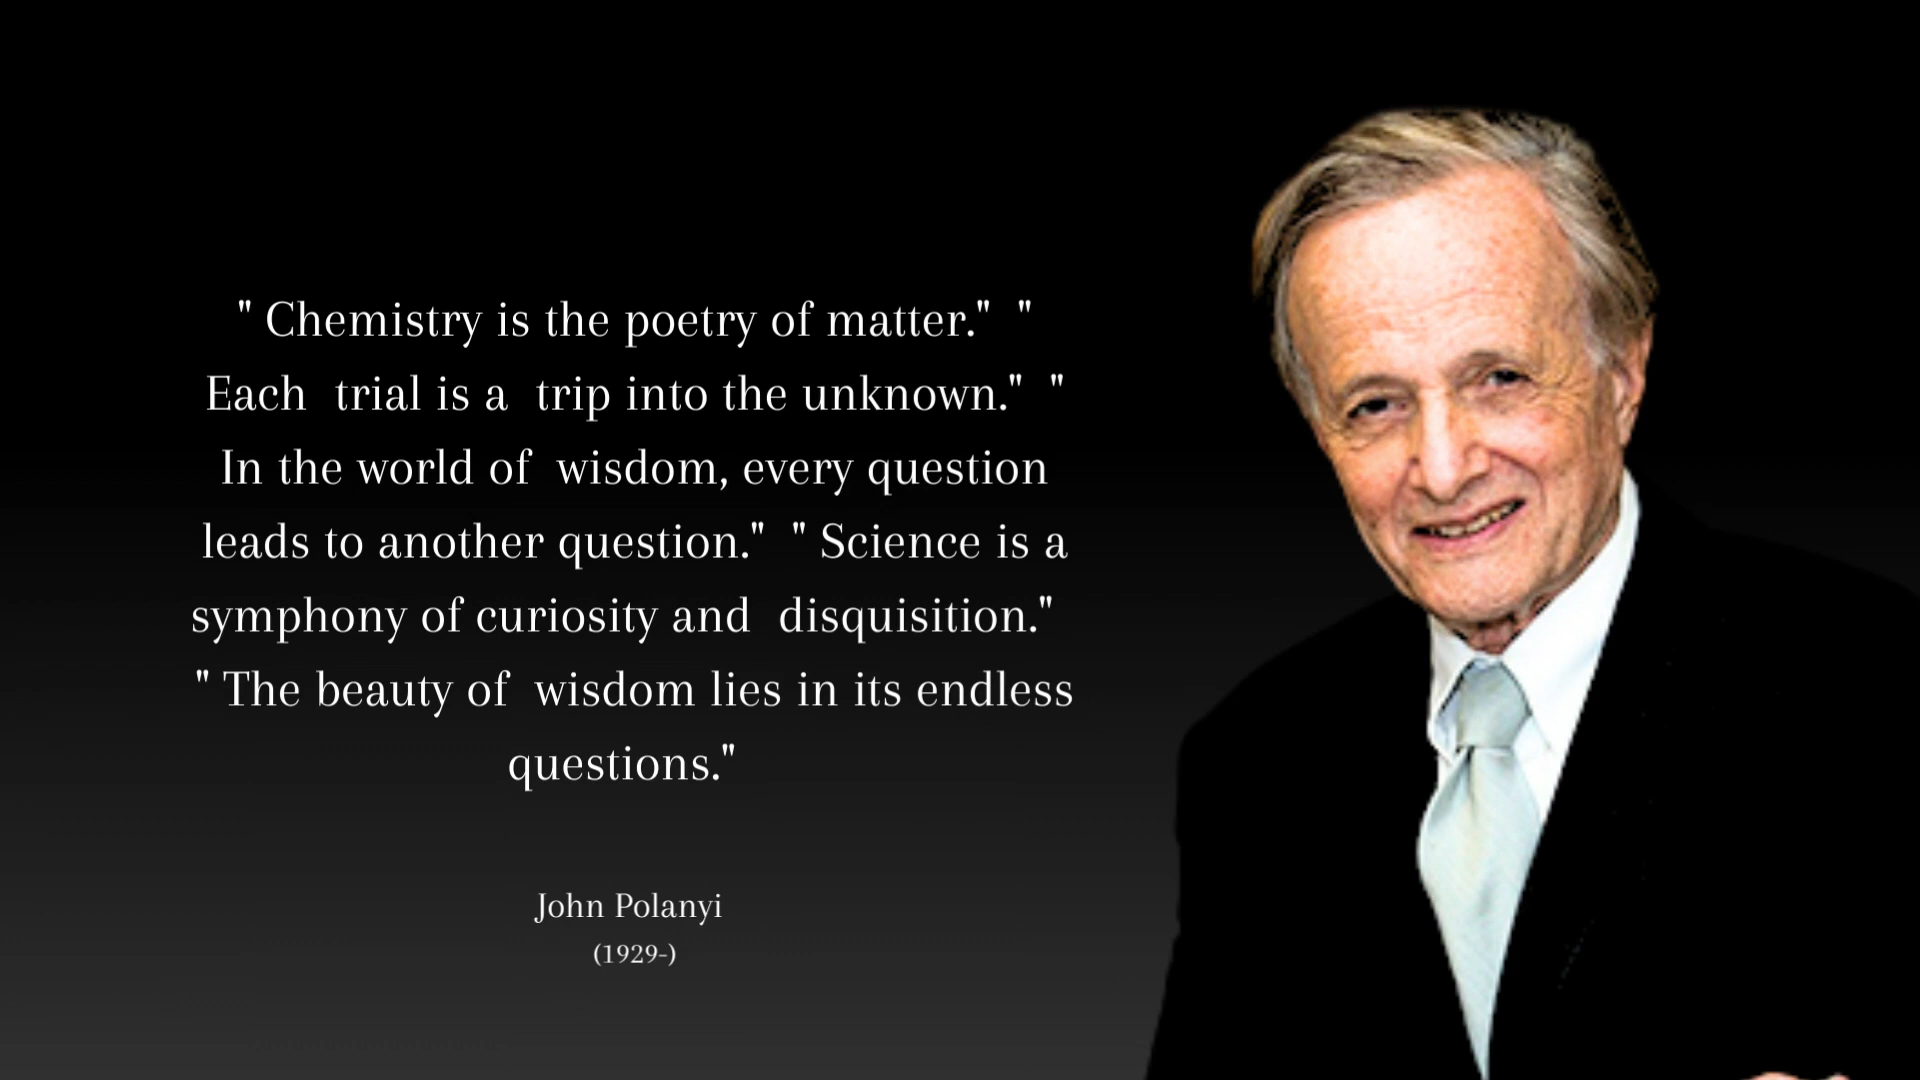 " Chemistry is the poetry of matter."  "
Each  trial is a  trip into the unknown."  "
In the world of  wisdom, every question
leads to another question."  " Science is a
symphony of curiosity and  disquisition."
" The beauty of  wisdom lies in its endless
questions."
John Polanyi
(1929-)